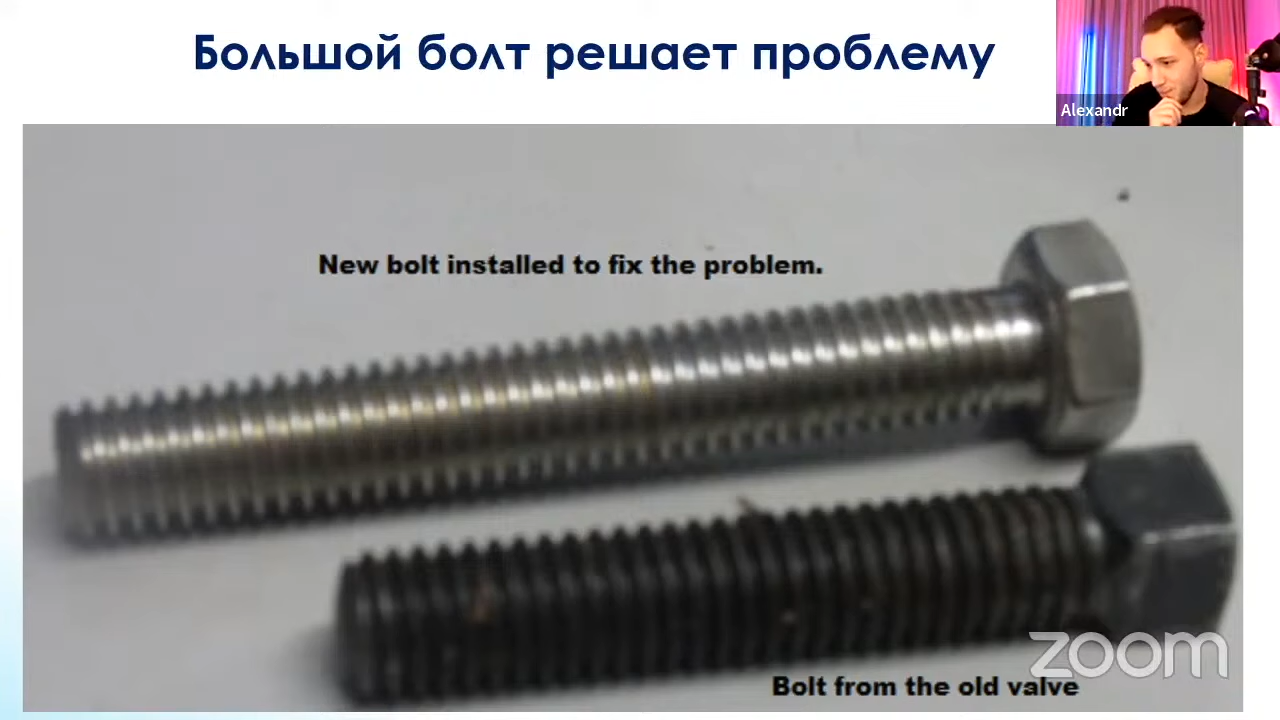 Большой болт решает проблему
Alexandr
New bolt installed to fix the problem.
zoom
Bolt from the old valve